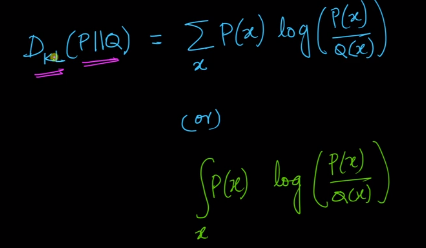 D_KL(P||Q) = ∑_x P(x) log(P(x)/Q(x))
(or)
∫_x P(x) log(P(x)/Q(x))